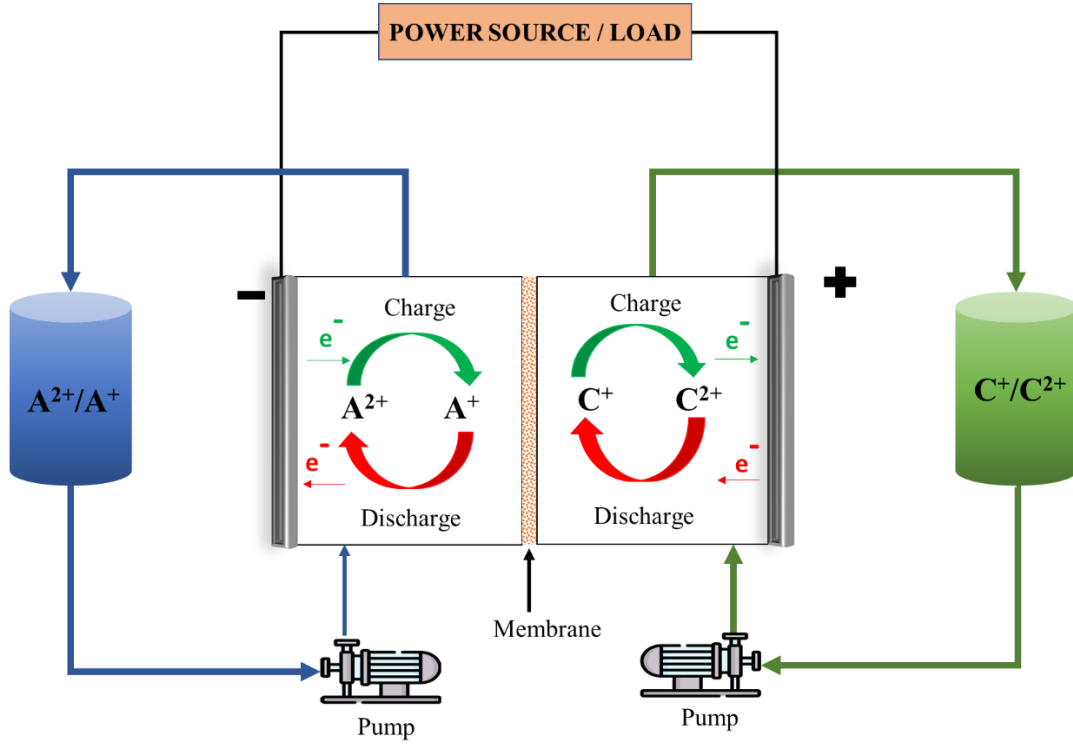 POWER SOURCE / LOAD
− +
Charge Charge
e⁻ e⁻
A²⁺/A⁺ A²⁺ A⁺ C⁺ C²⁺ C⁺/C²⁺
e⁻ e⁻
Discharge Discharge
Membrane
Pump Pump